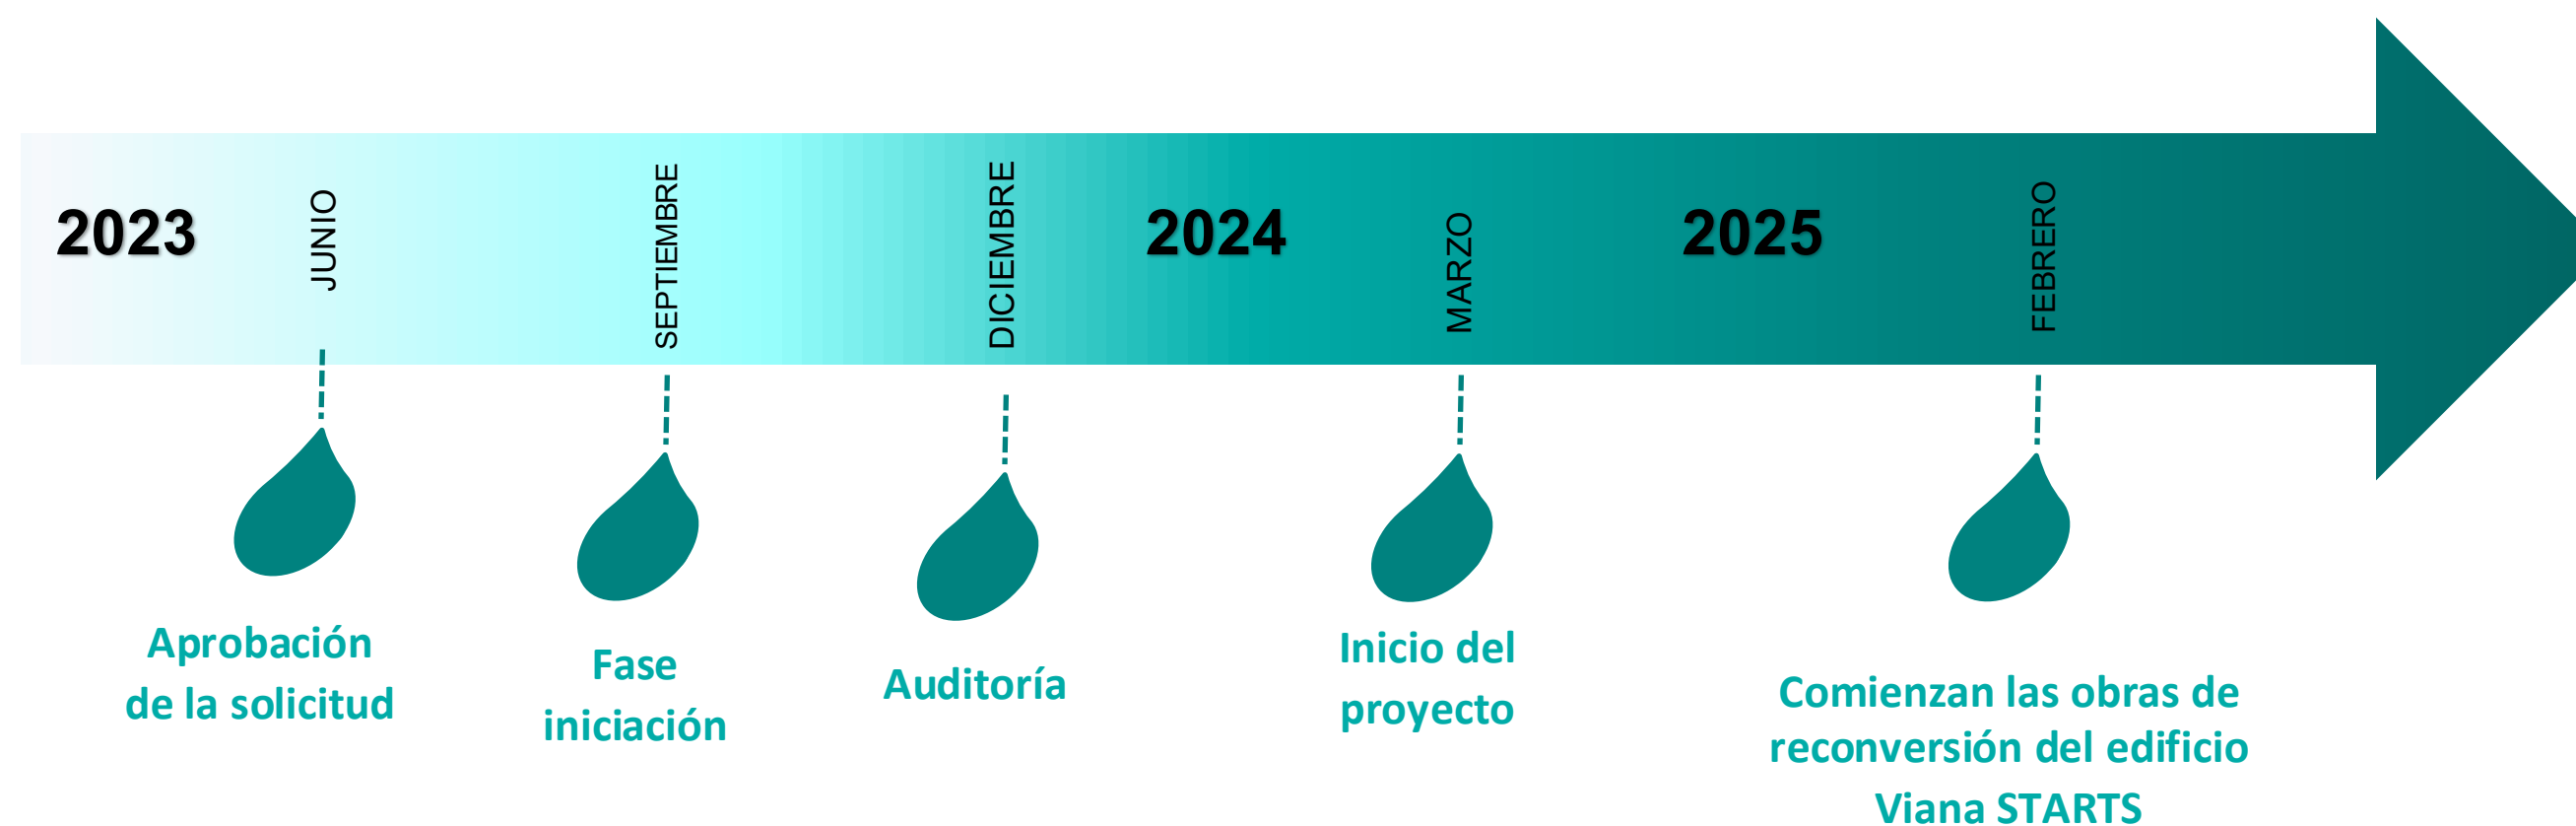 2023
JUNIO
SEPTIEMBRE
DICIEMBRE
2024
MARZO
2025
FEBRERO
Aprobación
de la solicitud
Fase
iniciación
Auditoría
Inicio del
proyecto
Comienzan las obras de
reconversión del edificio
Viana STARTS